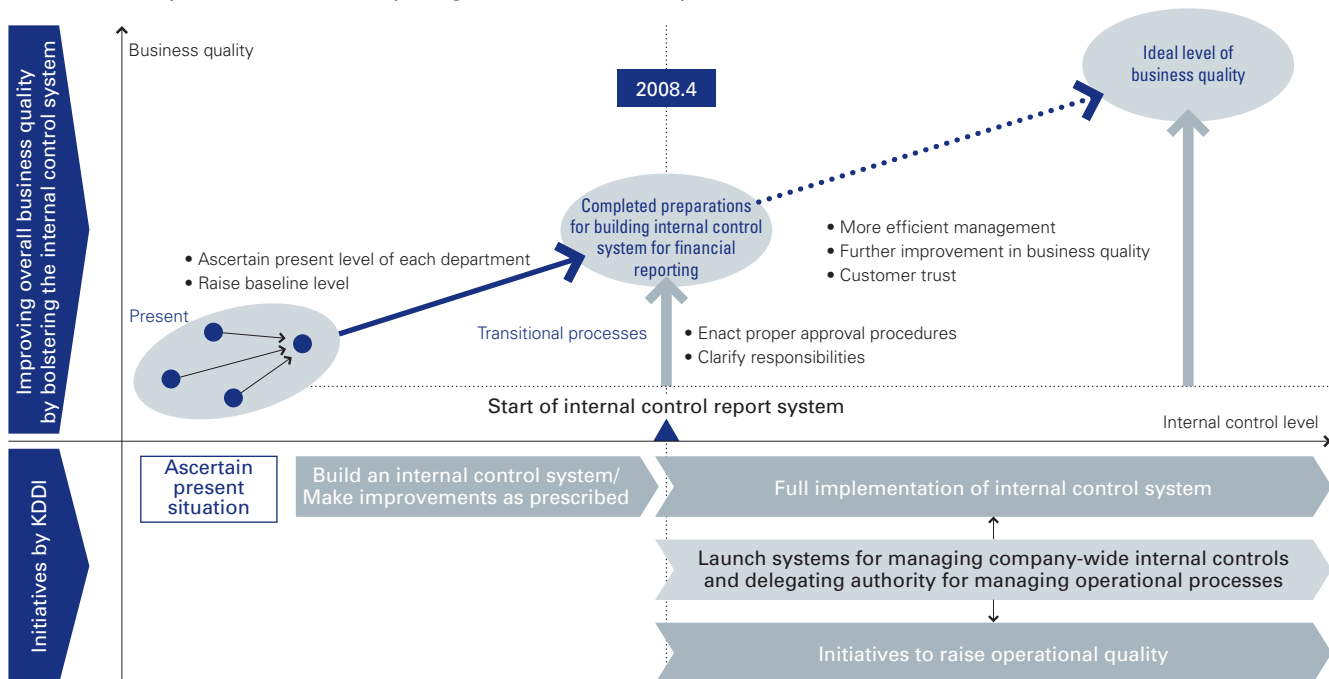 Improving overall business quality
by bolstering the internal control system
Business quality
2008.4
Ideal level of
business quality
Completed preparations
for building internal control
system for financial
reporting
• More efficient management
• Further improvement in business quality
• Customer trust
• Ascertain present level of each department
• Raise baseline level
Present
Transitional processes
• Enact proper approval procedures
• Clarify responsibilities
Start of internal control report system
Internal control level
Initiatives by KDDI
Ascertain
present
situation
Build an internal control system/
Make improvements as prescribed
Full implementation of internal control system
Launch systems for managing company-wide internal controls
and delegating authority for managing operational processes
Initiatives to raise operational quality